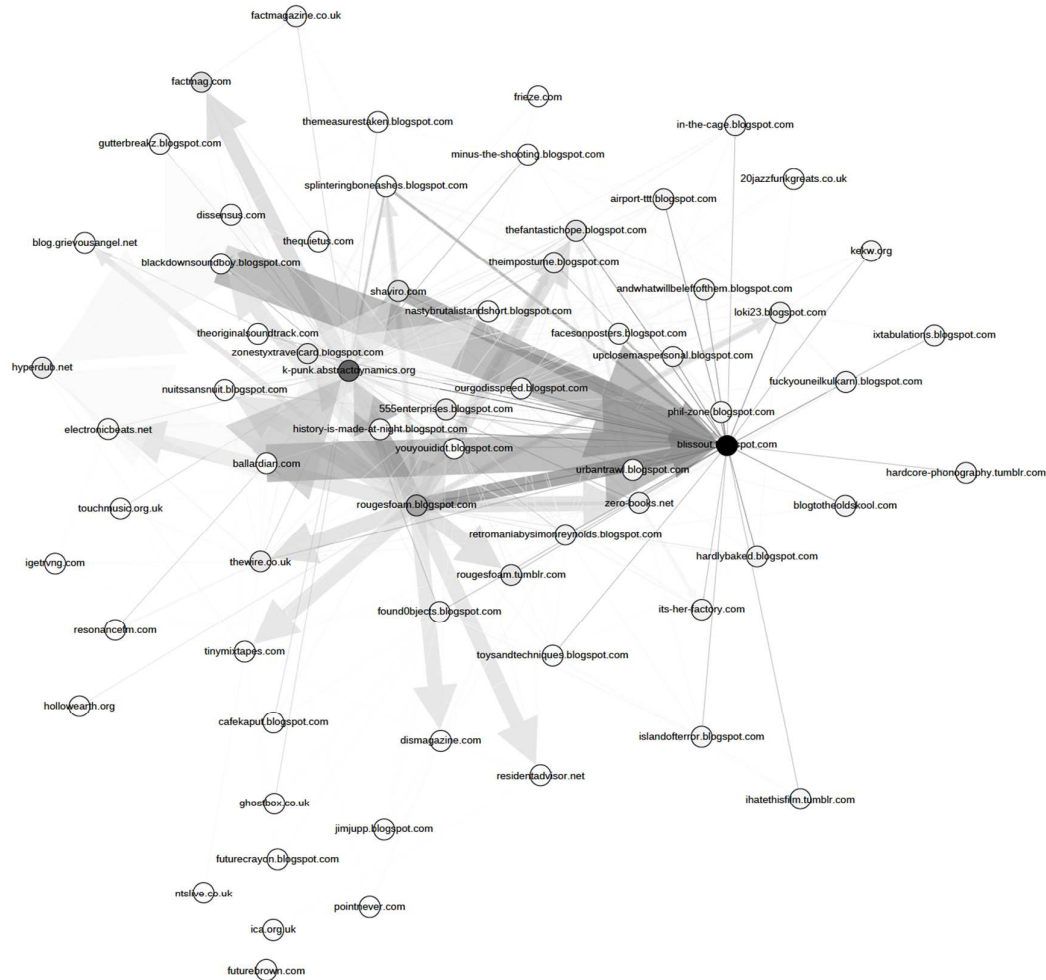 factmagazine.co.uk
factmag.com
frieze.com
themeasurestaken.blogspot.com
in-the-cage.blogspot.com
gutterbreakz.blogspot.com
minus-the-shooting.blogspot.com
20jazzfunkgreats.co.uk
splinteringboneashes.blogspot.com
airport-ttt.blogspot.com
dissensus.com
thefantastichope.blogspot.com
blog.grievousangel.net
thequietus.com
kekw.org
blackdownsoundboy.blogspot.com
theimpostume.blogspot.com
shaviro.com
andwhatwillbeleftofthem.blogspot.com
nastybrutalistandshort.blogspot.com
loki23.blogspot.com
theoriginalsoundtrack.com
facesonposters.blogspot.com
ixtabulations.blogspot.com
zonestyxtravelcard.blogspot.com
upclosemaspersonal.blogspot.com
hyperdub.net
k-punk.abstractdynamics.org
nuitssansnuit.blogspot.com
ourgodisspeed.blogspot.com
fuckyouneilkulkarni.blogspot.com
555enterprises.blogspot.com
phil-zone.blogspot.com
electronicbeats.net
history-is-made-at-night.blogspot.com
youyouidiot.blogspot.com
ballardian.com
urbantrawl.blogspot.com
hardcore-phonography.tumblr.com
touchmusic.org.uk
rougesfoam.blogspot.com
zero-books.net
blogtotheoldskool.com
retromaniabysimonreynolds.blogspot.com
igetrvng.com
thewire.co.uk
hardlybaked.blogspot.com
rougesfoam.tumblr.com
found0bjects.blogspot.com
its-her-factory.com
resonancefm.com
tinymixtapes.com
toysandtechniques.blogspot.com
hollowearth.org
cafekaput.blogspot.com
dismagazine.com
islandofterror.blogspot.com
residentadvisor.net
ihatethisfilm.tumblr.com
ghostbox.co.uk
jimjupp.blogspot.com
futurecrayon.blogspot.com
ntslive.co.uk
pointnever.com
ica.org.uk
futurebrown.com